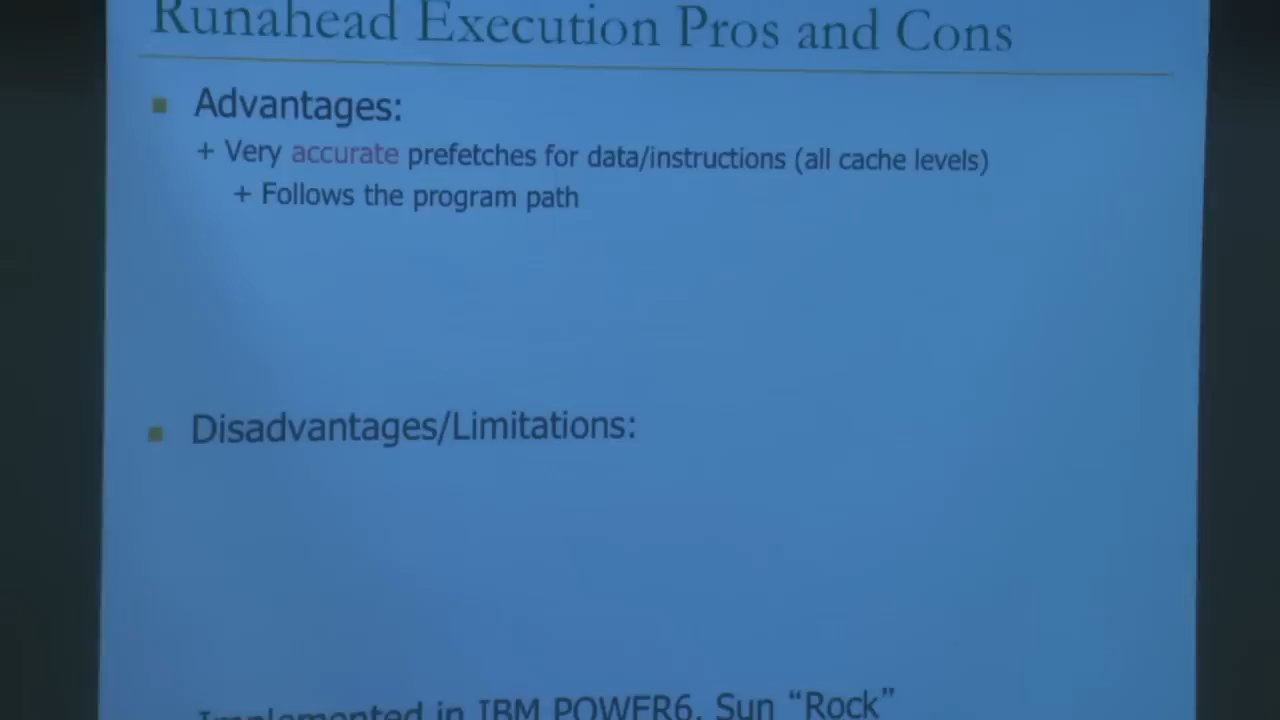 Runahead Execution Pros and Cons
Advantages:
+ Very accurate prefetches for data/instructions (all cache levels)
+ Follows the program path
Disadvantages/Limitations:
Implemented in IBM POWER6, Sun “Rock”